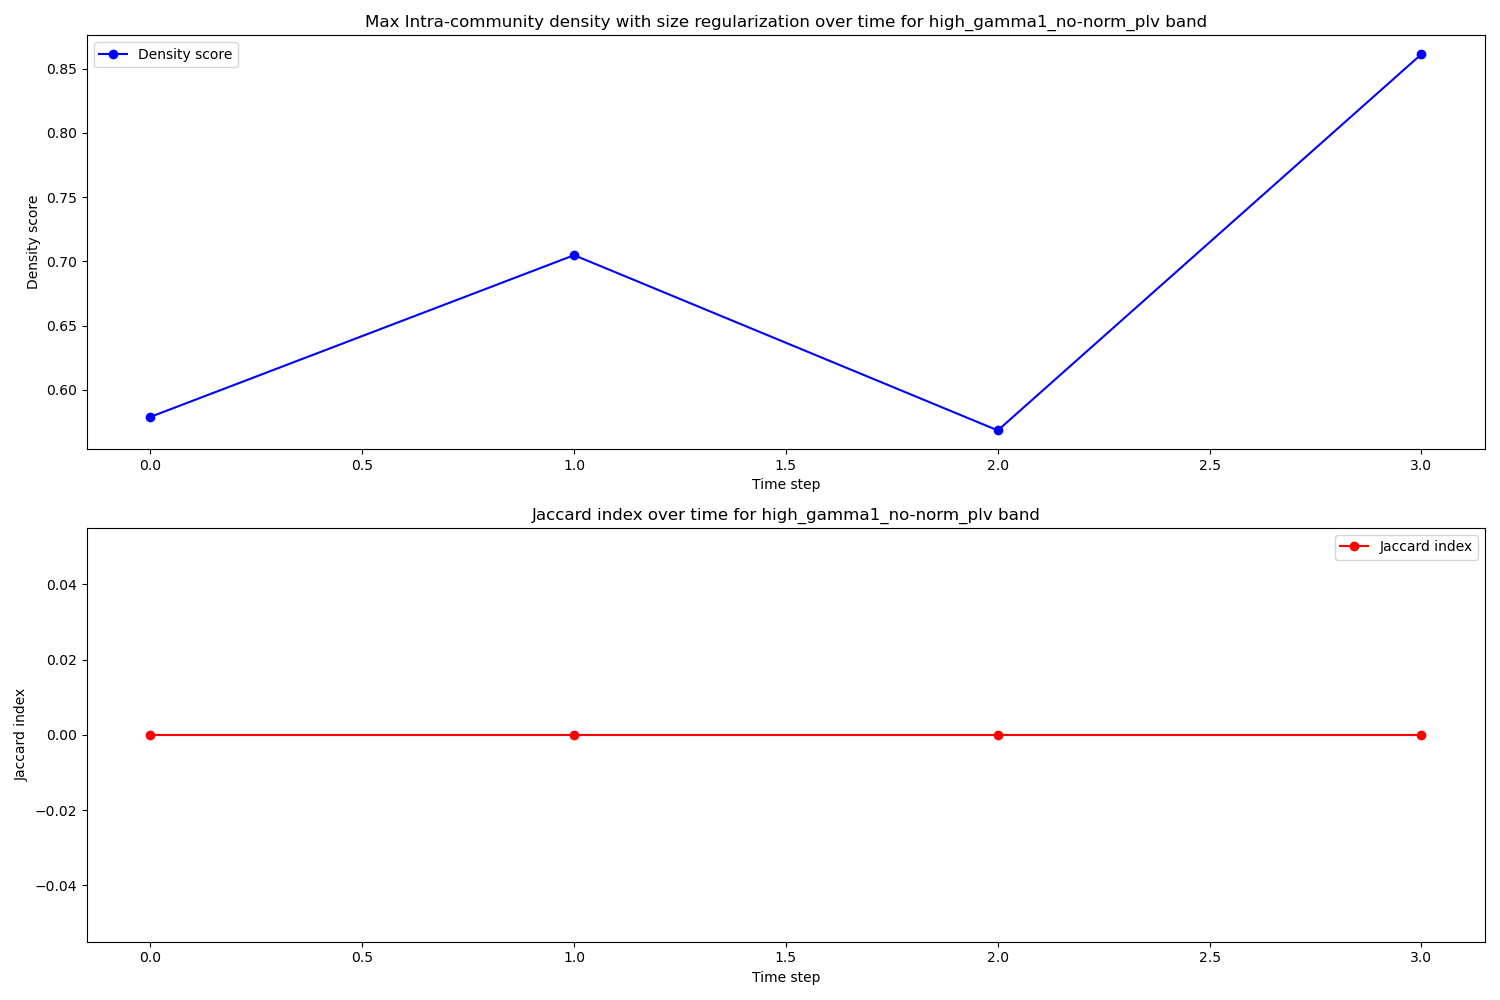 Max Intra-community density with size regularization over time for high_gamma1_no-norm_plv band
Density score
0.85
0.80
0.75
0.70
0.65
0.60
Density score
0.0 0.5 1.0 1.5 2.0 2.5 3.0
Time step
Jaccard index over time for high_gamma1_no-norm_plv band
Jaccard index
0.04
0.02
0.00
−0.02
−0.04
Jaccard index
0.0 0.5 1.0 1.5 2.0 2.5 3.0
Time step